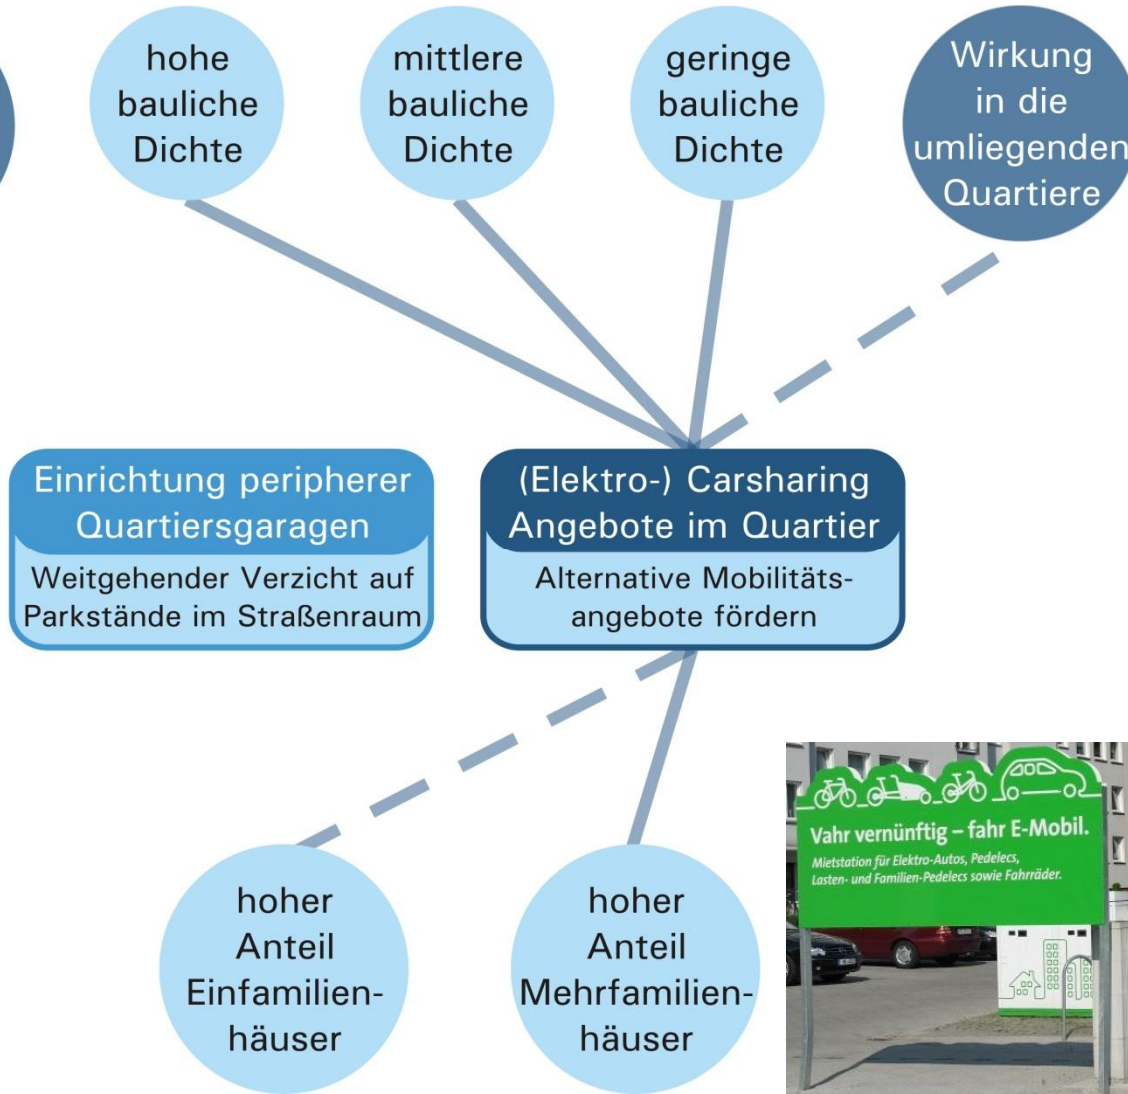 hohe
bauliche
Dichte
mittlere
bauliche
Dichte
geringe
bauliche
Dichte
Wirkung
in die
umliegenden
Quartiere
Einrichtung peripherer
Quartiersgaragen
Weitgehender Verzicht auf
Parkstände im Straßenraum
(Elektro-) Carsharing
Angebote im Quartier
Alternative Mobilitäts-
angebote fördern
hoher
Anteil
Einfamilien-
häuser
hoher
Anteil
Mehrfamilien-
häuser
Vahr vernünftig – fahr E-Mobil.
Mietstation für Elektro-Autos, Pedelecs,
Lasten- und Familien-Pedelecs sowie Fahrräder.